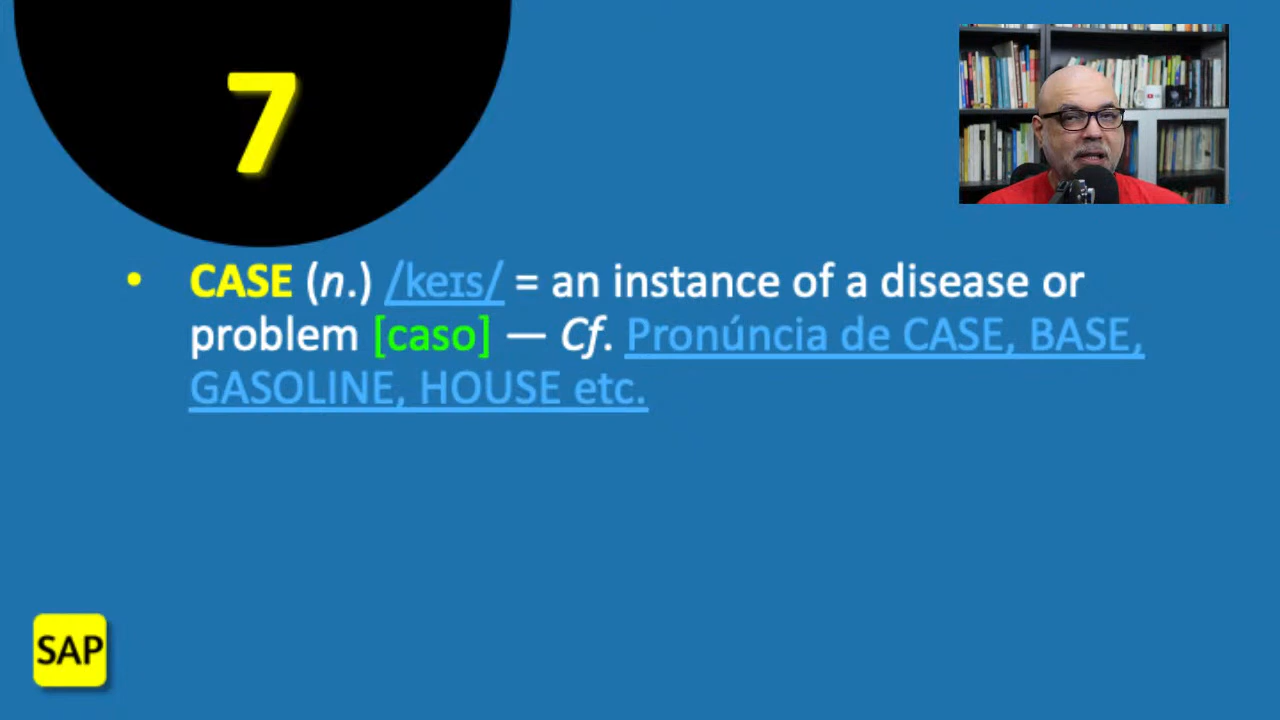 7
• CASE (n.) /keɪs/ = an instance of a disease or
problem [caso] — Cf. Pronúncia de CASE, BASE,
GASOLINE, HOUSE etc.
SAP